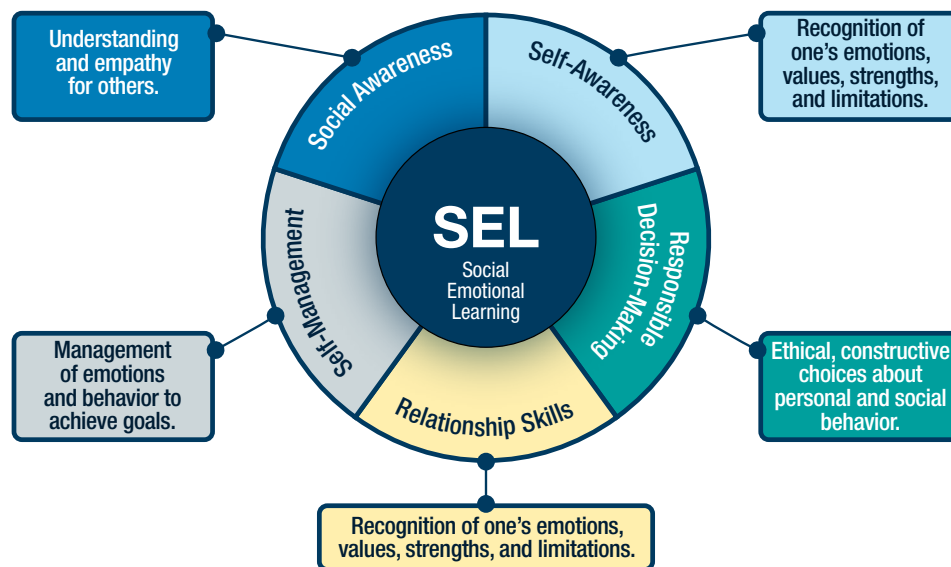 Understanding
and empathy
for others.
Social Awareness
Self-Awareness
Recognition of
one’s emotions,
values, strengths,
and limitations.
SEL
Social
Emotional
Learning
Self-Management
Responsible
Decision-Making
Management
of emotions
and behavior to
achieve goals.
Relationship Skills
Ethical, constructive
choices about
personal and social
behavior.
Recognition of one’s emotions,
values, strengths, and limitations.